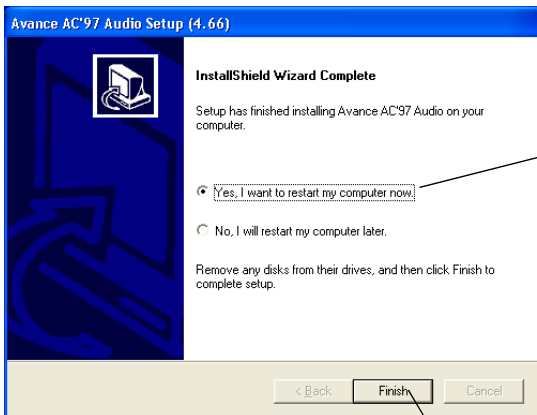 Avance AC'97 Audio Setup (4.66)
InstallShield Wizard Complete
Setup has finished installing Avance AC'97 Audio on your
computer.
Yes, I want to restart my computer now.
No, I will restart my computer later.
Remove any disks from their drives, and then click Finish to
complete setup.
< Back Finish Cancel